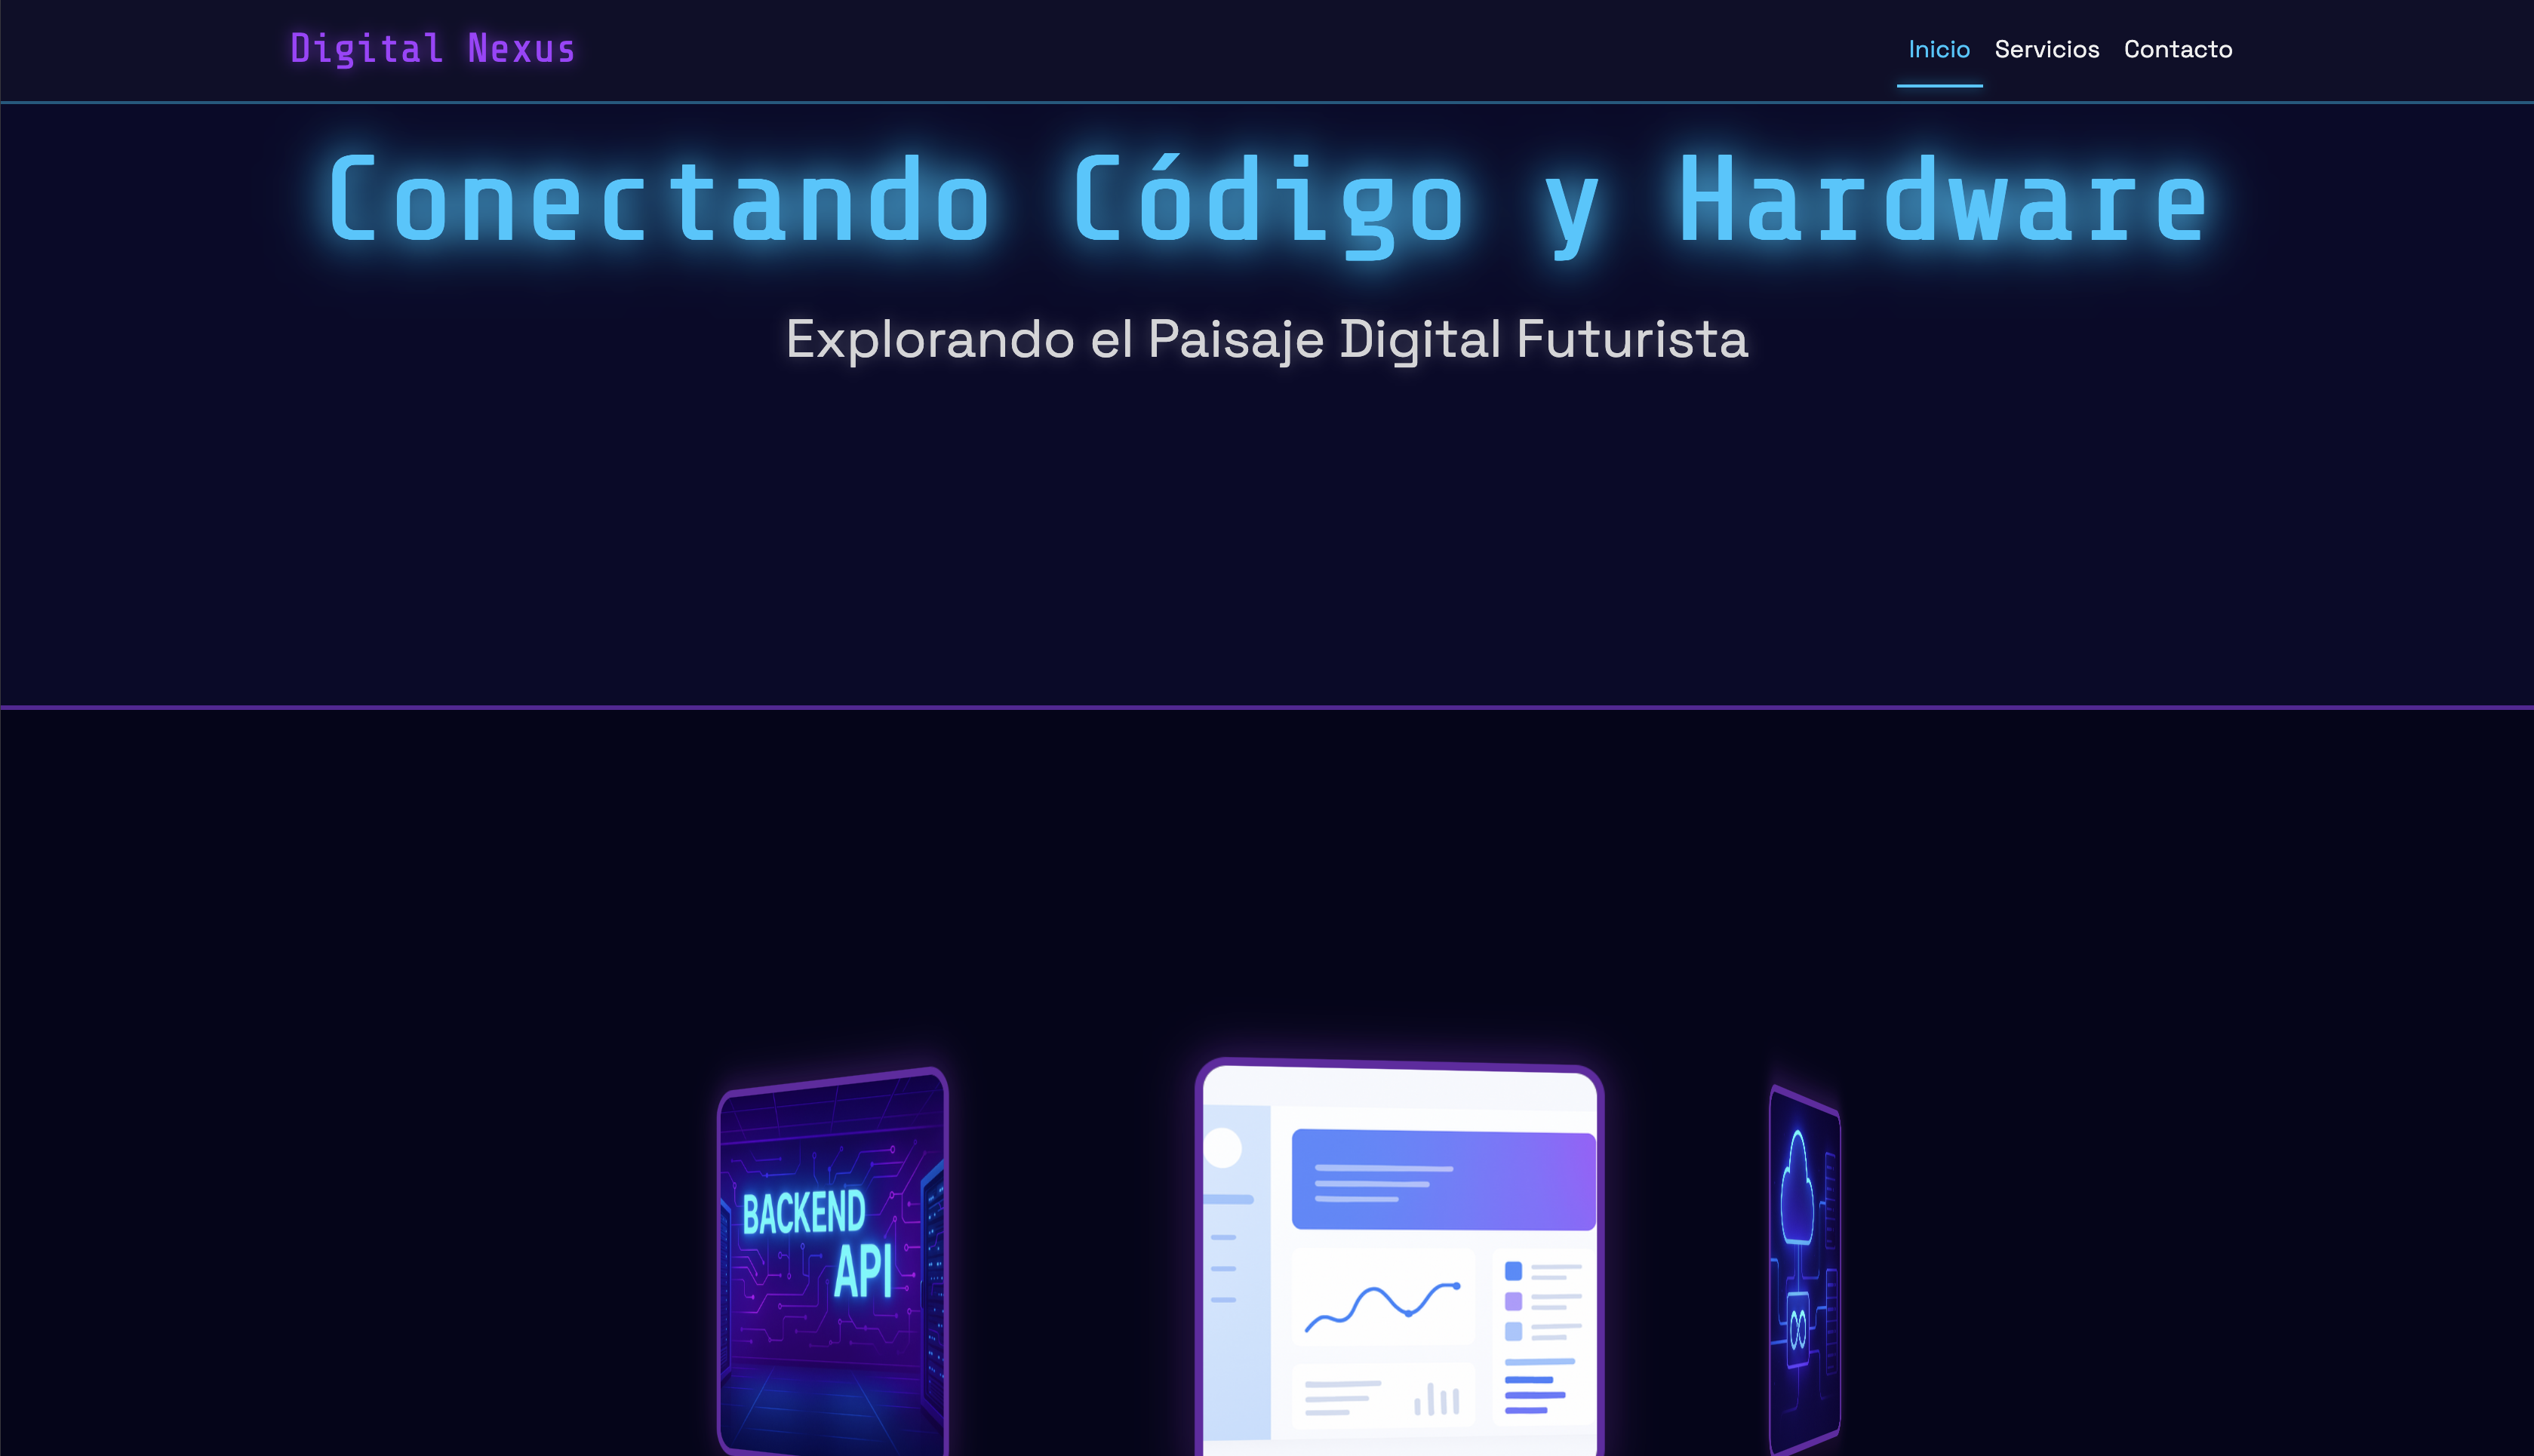 Digital Nexus
Inicio Servicios Contacto
Conectando Código y Hardware
Explorando el Paisaje Digital Futurista
BACKEND
API